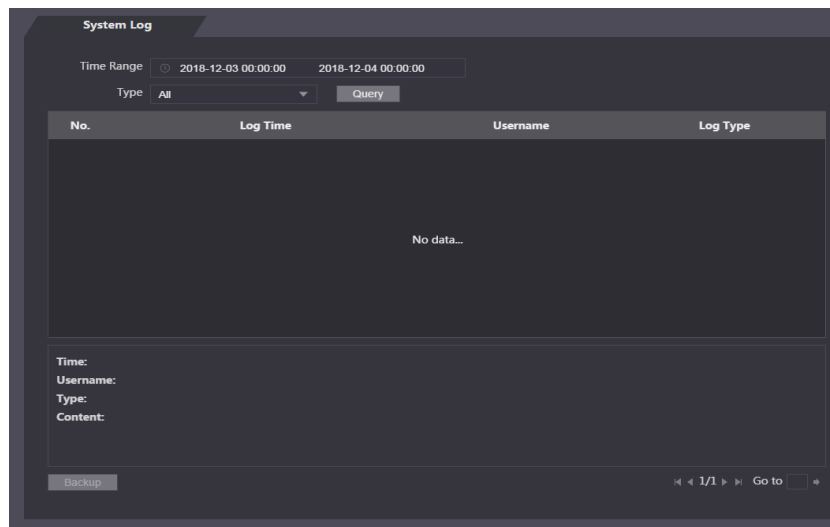 System Log
Time Range 2018-12-03 00:00:00 2018-12-04 00:00:00
Type All Query
No. Log Time Username Log Type
No data...
Time:
Username:
Type:
Content:
Backup 1/1 Go to